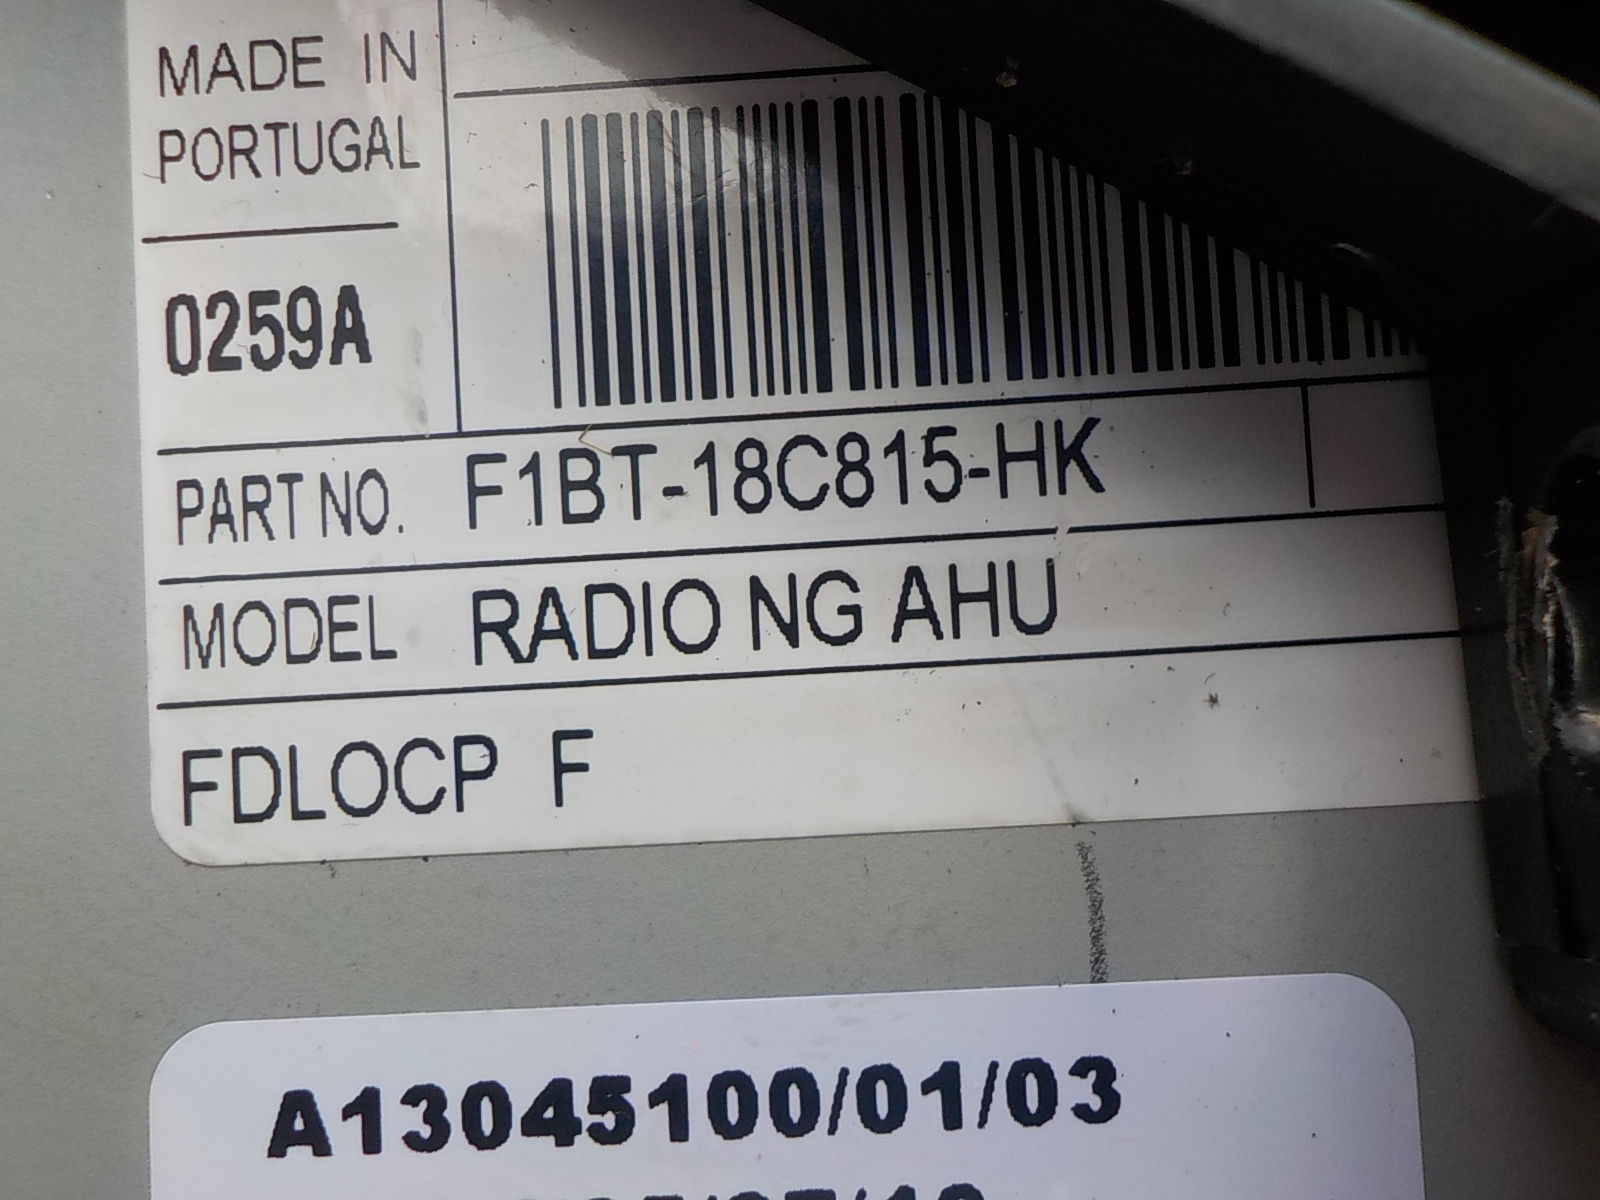 MADE IN
PORTUGAL
0259A
PART NO. F1BT-18C815-HK
MODEL RADIO NG AHU
FDLOCP F
A13045100/01/03